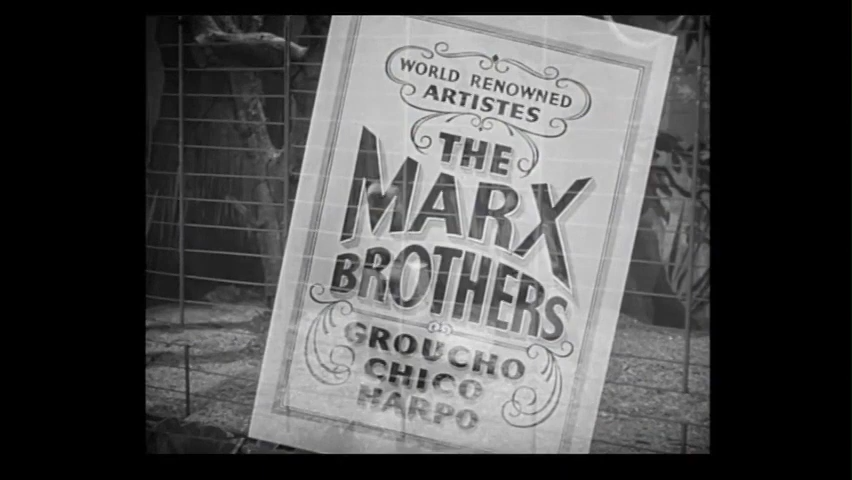 WORLD RENOWNED
ARTISTES
THE
MARX
BROTHERS
GROUCHO
CHICO
HARPO